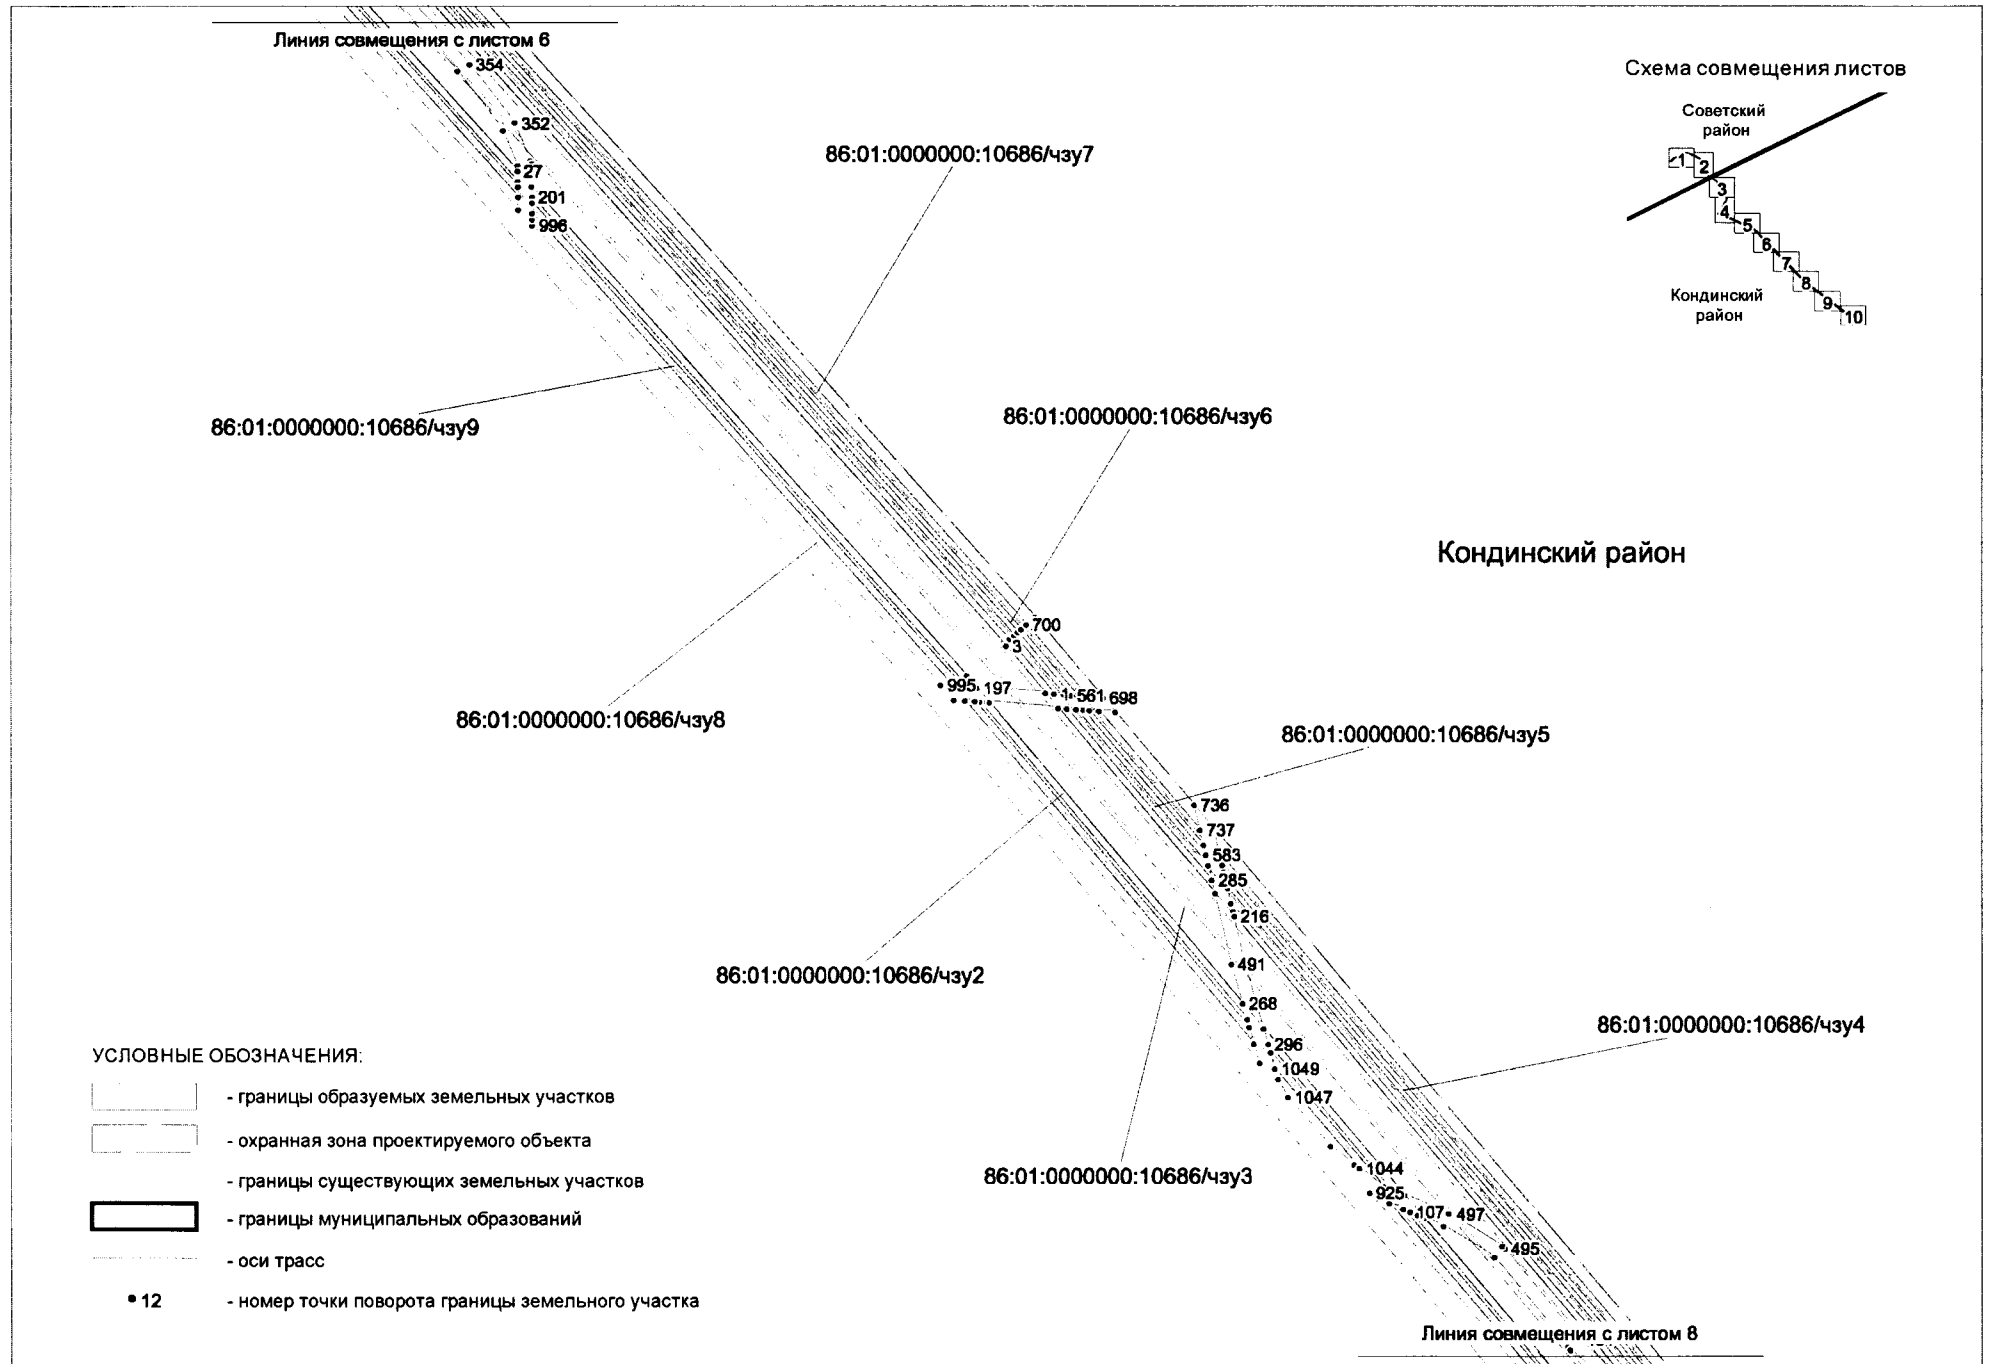 Линия совмещения с листом 6
354
352
27
201
996
86:01:0000000:10686/чзу7
Схема совмещения листов
Советский
район
1
2
3
4
5
6
7
8
9
10
Кондинский
район
86:01:0000000:10686/чзу9
86:01:0000000:10686/чзу6
Кондинский район
700
3
995
197
1
561
698
86:01:0000000:10686/чзу8
86:01:0000000:10686/чзу5
736
737
583
285
216
491
268
296
1049
1047
86:01:0000000:10686/чзу2
86:01:0000000:10686/чзу4
86:01:0000000:10686/чзу3
1044
925
107
497
495
УСЛОВНЫЕ ОБОЗНАЧЕНИЯ:
- границы образуемых земельных участков
- охранная зона проектируемого объекта
- границы существующих земельных участков
- границы муниципальных образований
- оси трасс
12 - номер точки поворота границы земельного участка
Линия совмещения с листом 8